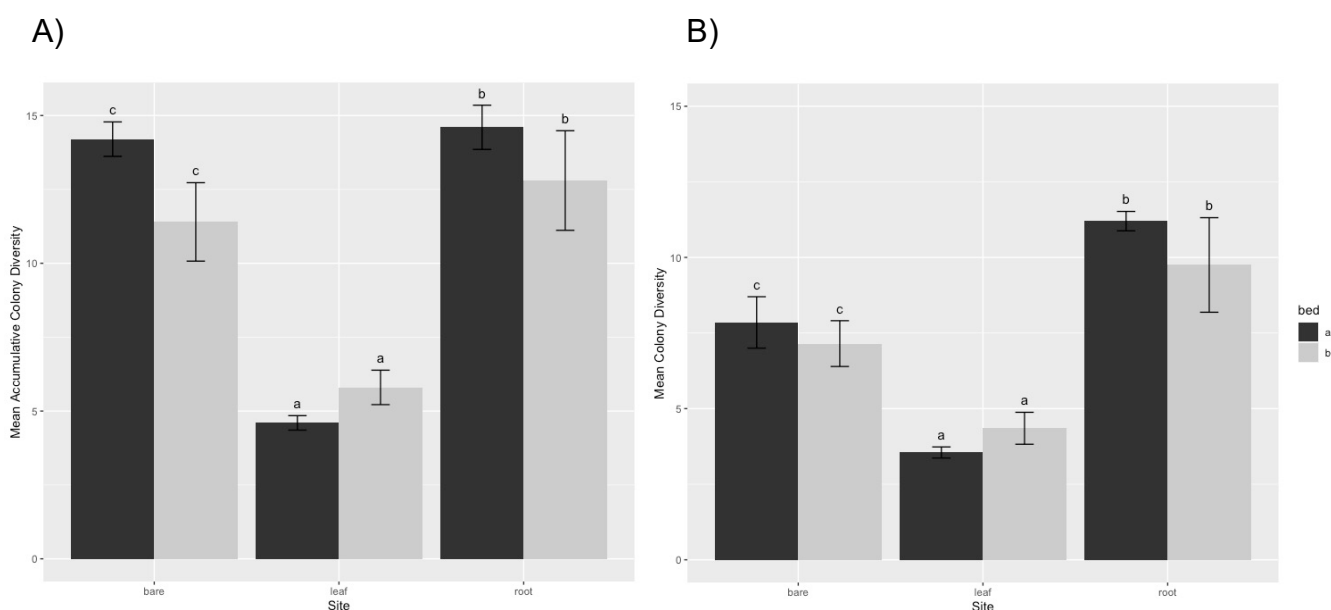 A)
Mean Accumulative Colony Diversity
15
10
5
0
c
c
a
a
b
b
bare
leaf
root
Site
B)
Mean Colony Diversity
15
10
5
0
c
c
a
a
b
b
bare
leaf
root
Site
bed
a
b